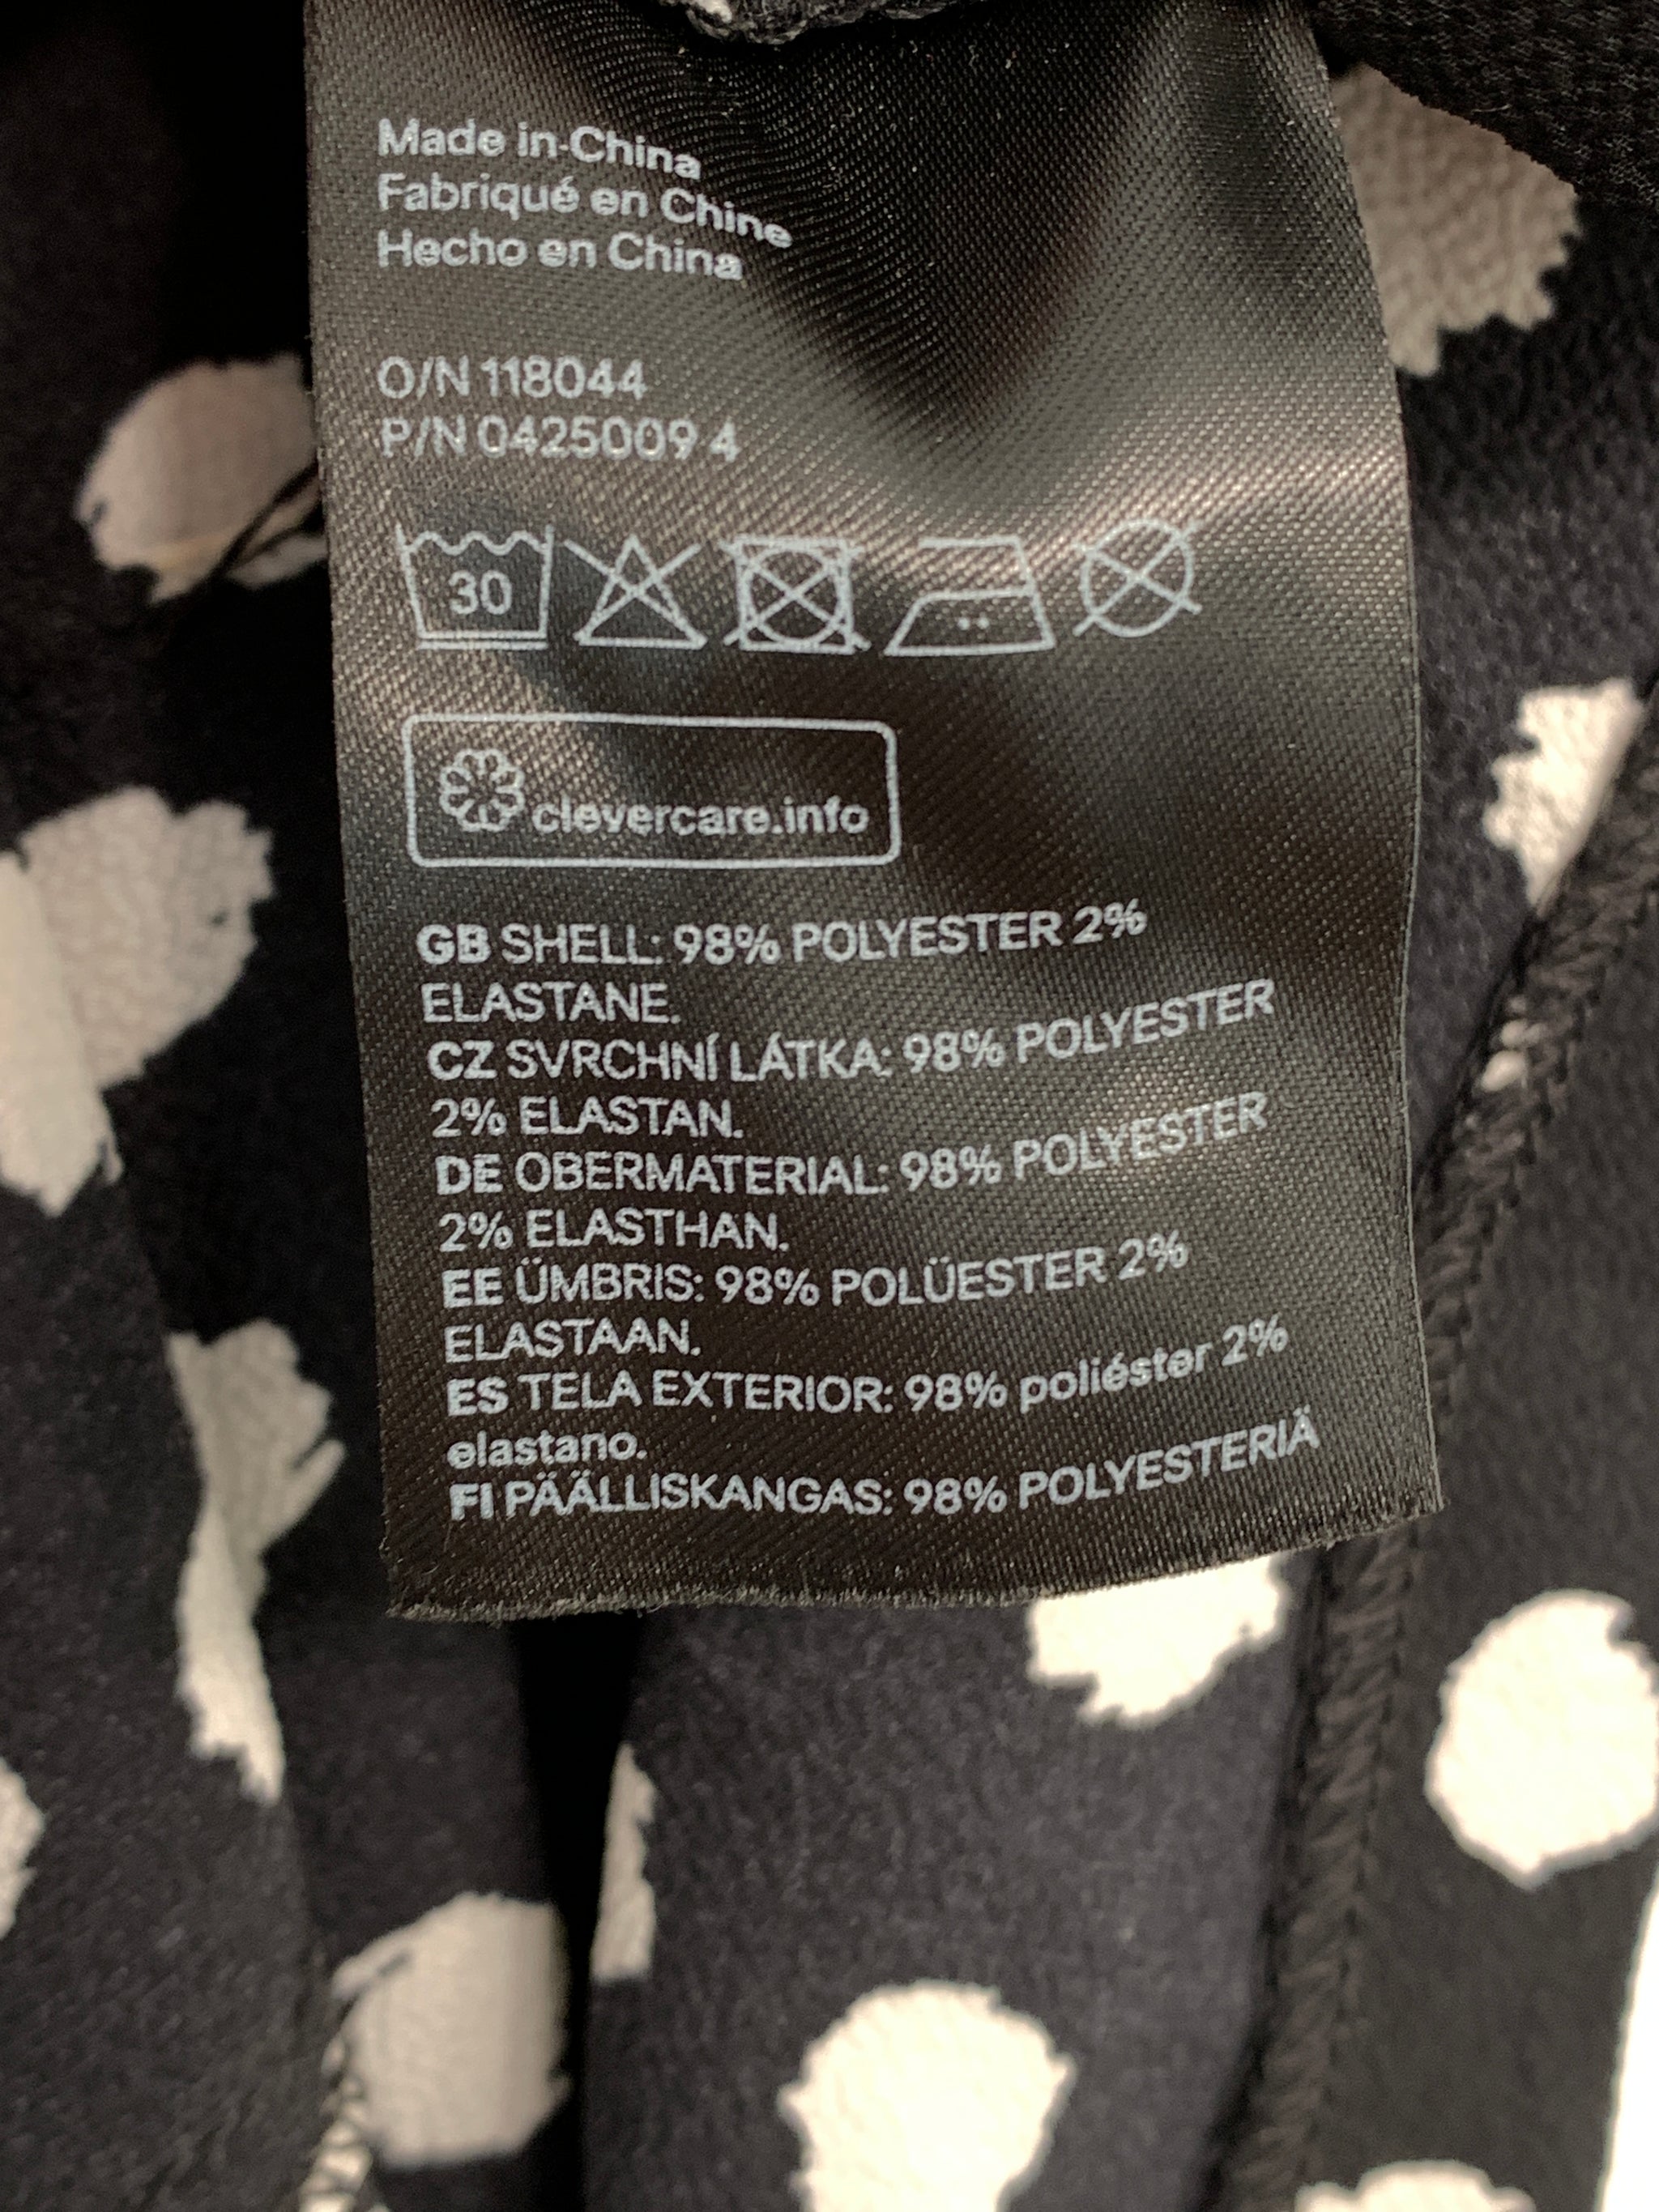 Made in China
Fabriqué en Chine
Hecho en China
O/N 118044
P/N 0425009 4
30
clevercare.info
GB SHELL: 98% POLYESTER 2%
ELASTANE.
CZ SVRCHNÍ LÁTKA: 98% POLYESTER
2% ELASTAN.
DE OBERMATERIAL: 98% POLYESTER
2% ELASTHAN.
EE ÜMBRIS: 98% POLÜESTER 2%
ELASTAAN.
ES TELA EXTERIOR: 98% poliéster 2%
elastano.
FI PÄÄLLISKANGAS: 98% POLYESTERIÄ